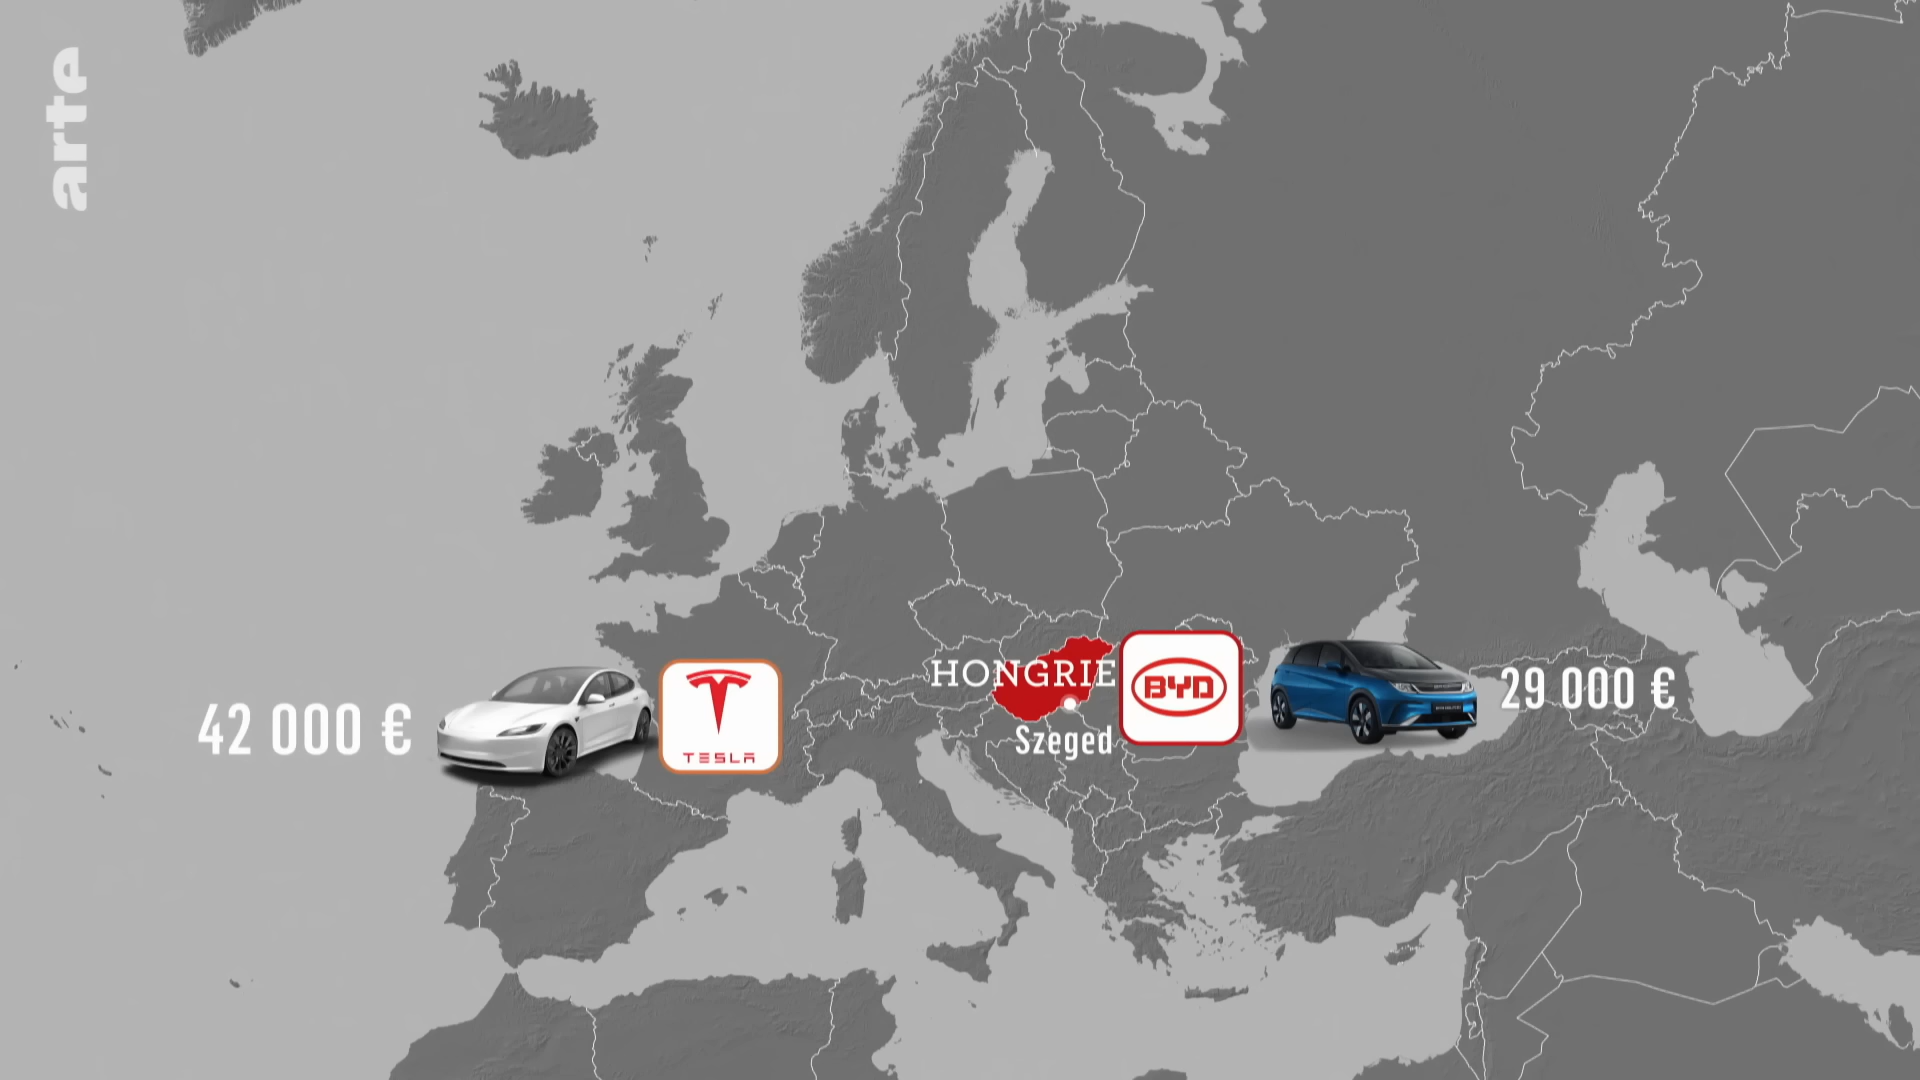 arte
HONGRIE
BYD
29 000 €
42 000 €
TESLA
Szeged